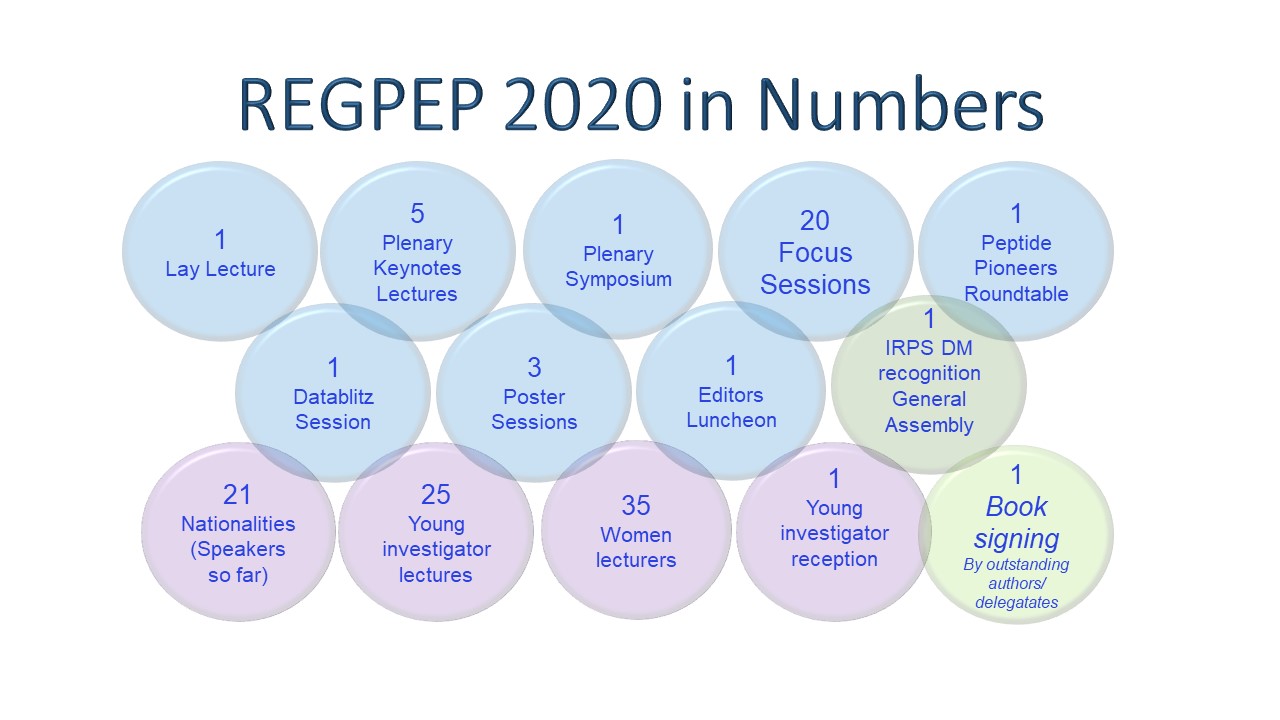 REGPEP 2020 in Numbers
1
Lay Lecture
5
Plenary
Keynotes
Lectures
1
Plenary
Symposium
20
Focus
Sessions
1
Peptide
Pioneers
Roundtable
1
Datablitz
Session
3
Poster
Sessions
1
Editors
Luncheon
1
IRPS DM
recognition
General
Assembly
21
Nationalities
(Speakers
so far)
25
Young
investigator
lectures
35
Women
lecturers
1
Young
investigator
reception
1
Book
signing
By outstanding
authors/
delegatates